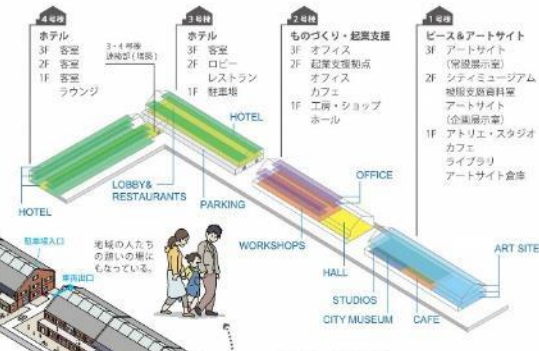 4号棟
ホテル
3F 客室
2F 客室
1F 客室
ラウンジ
3・4号棟
連絡部(増築)
3号棟
ホテル
3F 客室
2F ロビー
レストラン
1F 駐車場
2号棟
ものづくり・起業支援
3F オフィス
2F 起業支援拠点
オフィス
カフェ
1F 工房・ショップ
ホール
1号棟
ピース&アートサイト
3F アートサイト
(常設展示室)
2F シティミュージアム
被服支廠資料室
アートサイト
(企画展示室)
1F アトリエ・スタジオ
カフェ
ライブラリ
アートサイト倉庫
HOTEL
LOBBY&
RESTAURANTS
PARKING
HOTEL
OFFICE
WORKSHOPS
HALL
STUDIOS
CITY MUSEUM
CAFE
ART SITE
駐車場入口
車両出口
地域の人たち
の憩いの場に
もなっている。